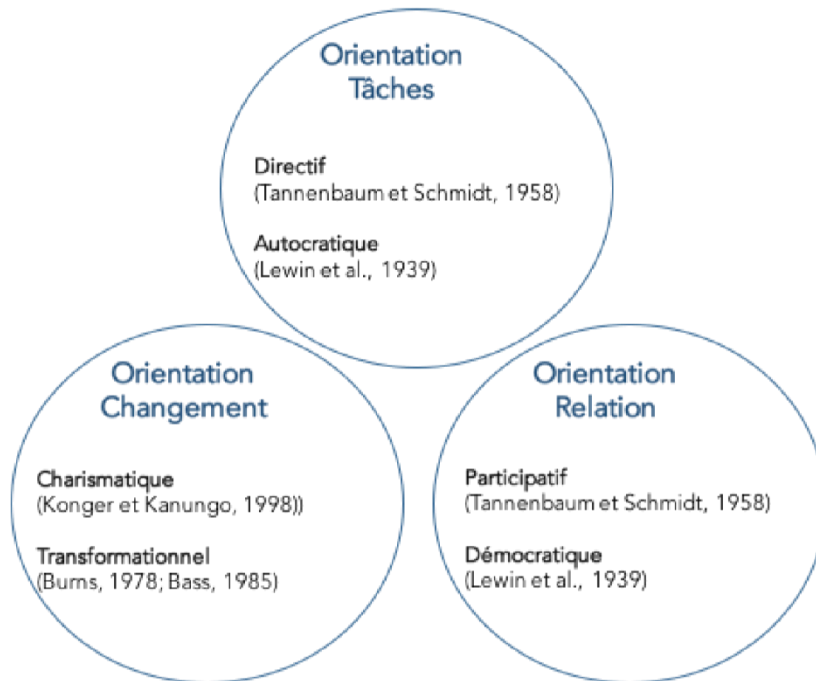 Orientation
Tâches
Directif
(Tannenbaum et Schmidt, 1958)
Autocratique
(Lewin et al., 1939)
Orientation
Changement
Charismatique
(Konger et Kanungo, 1998))
Transformationnel
(Burns, 1978; Bass, 1985)
Orientation
Relation
Participatif
(Tannenbaum et Schmidt, 1958)
Démocratique
(Lewin et al., 1939)